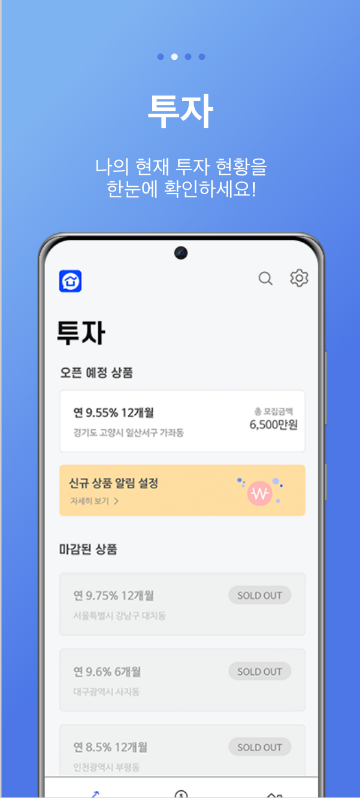 투자
나의 현재 투자 현황을
한눈에 확인하세요!
투자
오픈 예정 상품
연 9.55% 12개월
총 모집금액
경기도 고양시 일산서구 가좌동
6,500만원
신규 상품 알림 설정
자세히 보기 >
마감된 상품
연 9.75% 12개월
SOLD OUT
서울특별시 강남구 대치동
연 9.6% 6개월
SOLD OUT
대구광역시 사지동
연 8.5% 12개월
SOLD OUT
인천광역시 부평동